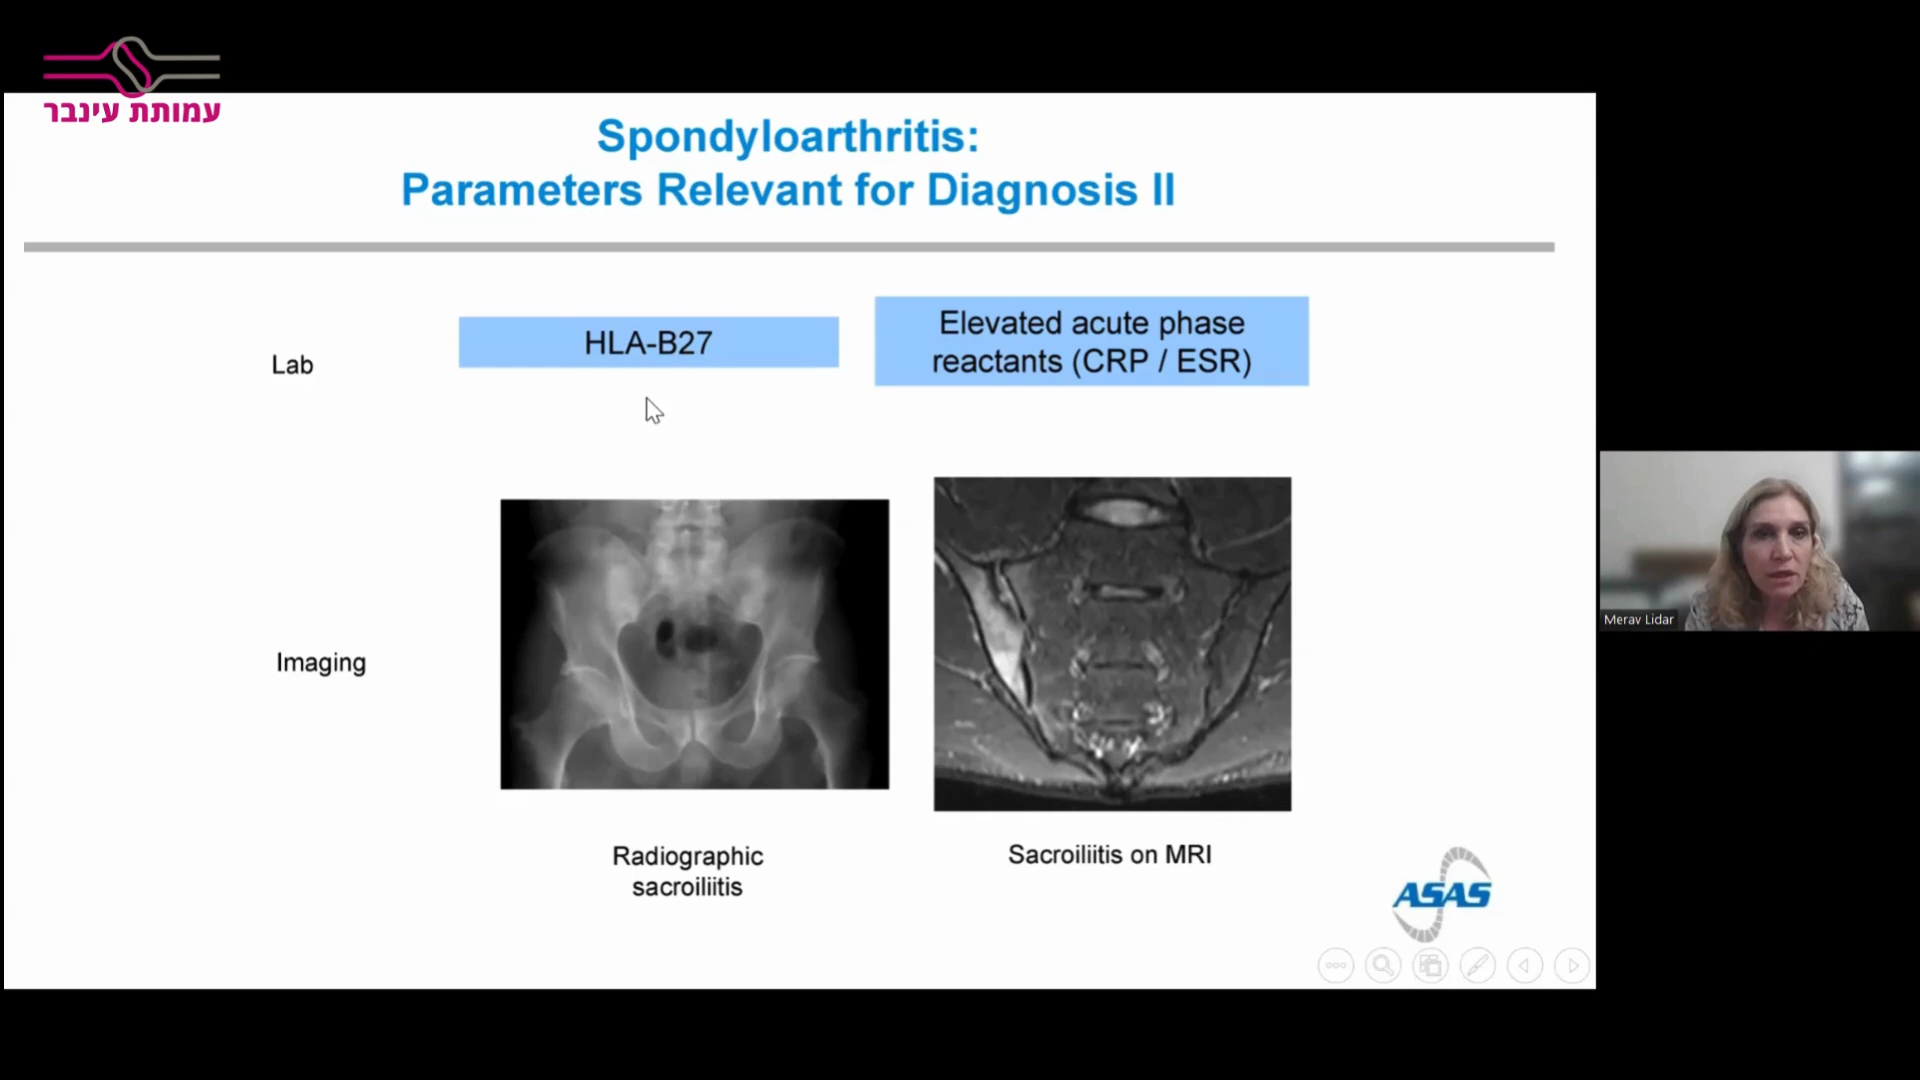 עמותת עינבר
Spondyloarthritis:
Parameters Relevant for Diagnosis II
Lab
HLA-B27
Elevated acute phase
reactants (CRP / ESR)
Imaging
Radiographic
sacroiliitis
Sacroiliitis on MRI
ASAS
Merav Lidar